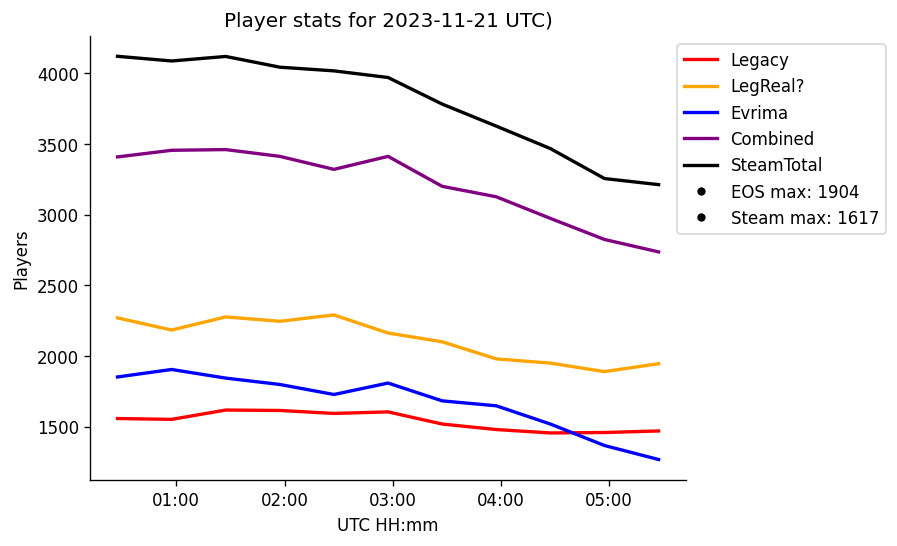 Player stats for 2023-11-21 UTC)
Players
4000
3500
3000
2500
2000
1500
01:00
02:00
03:00
04:00
05:00
UTC HH:mm
Legacy
LegReal?
Evrima
Combined
SteamTotal
EOS max: 1904
Steam max: 1617